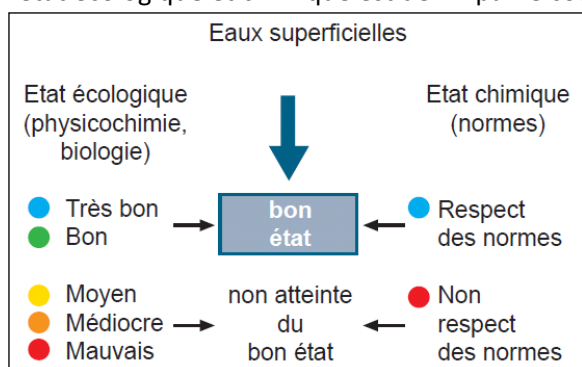 Eaux superficielles
Etat écologique
(physicochimie,
biologie)
Etat chimique
(normes)
Très bon
Bon
bon
état
Respect
des normes
Moyen
Médiocre
Mauvais
non atteinte
du
bon état
Non
respect
des normes